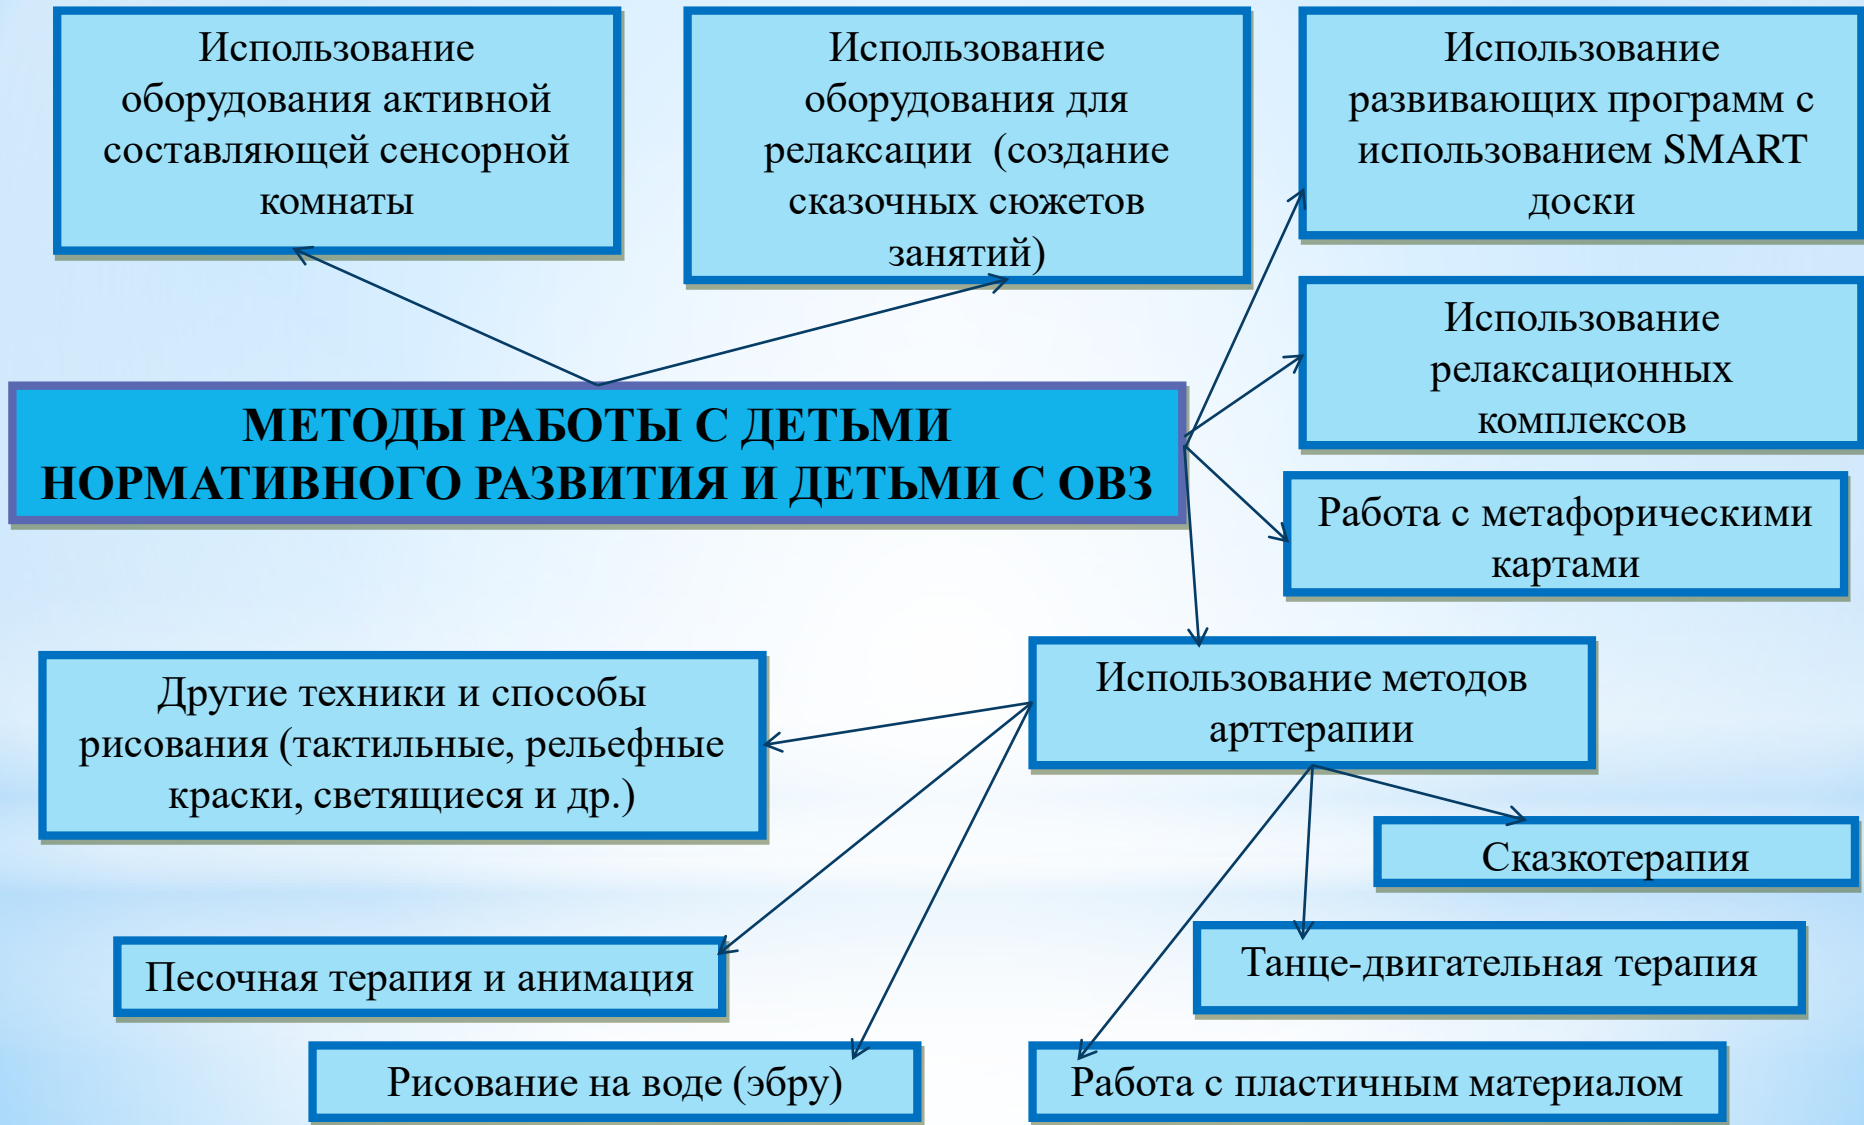 Использование
оборудования активной
составляющей сенсорной
комнаты
Использование
оборудования для
релаксации (создание
сказочных сюжетов
занятий)
Использование
развивающих программ с
использованием SMART
доски
Использование
релаксационных
комплексов
МЕТОДЫ РАБОТЫ С ДЕТЬМИ
НОРМАТИВНОГО РАЗВИТИЯ И ДЕТЬМИ С ОВЗ
Работа с метафорическими
картами
Использование методов
арттерапии
Другие техники и способы
рисования (тактильные, рельефные
краски, светящиеся и др.)
Сказкотерапия
Танце-двигательная терапия
Песочная терапия и анимация
Рисование на воде (эбру)
Работа с пластичным материалом